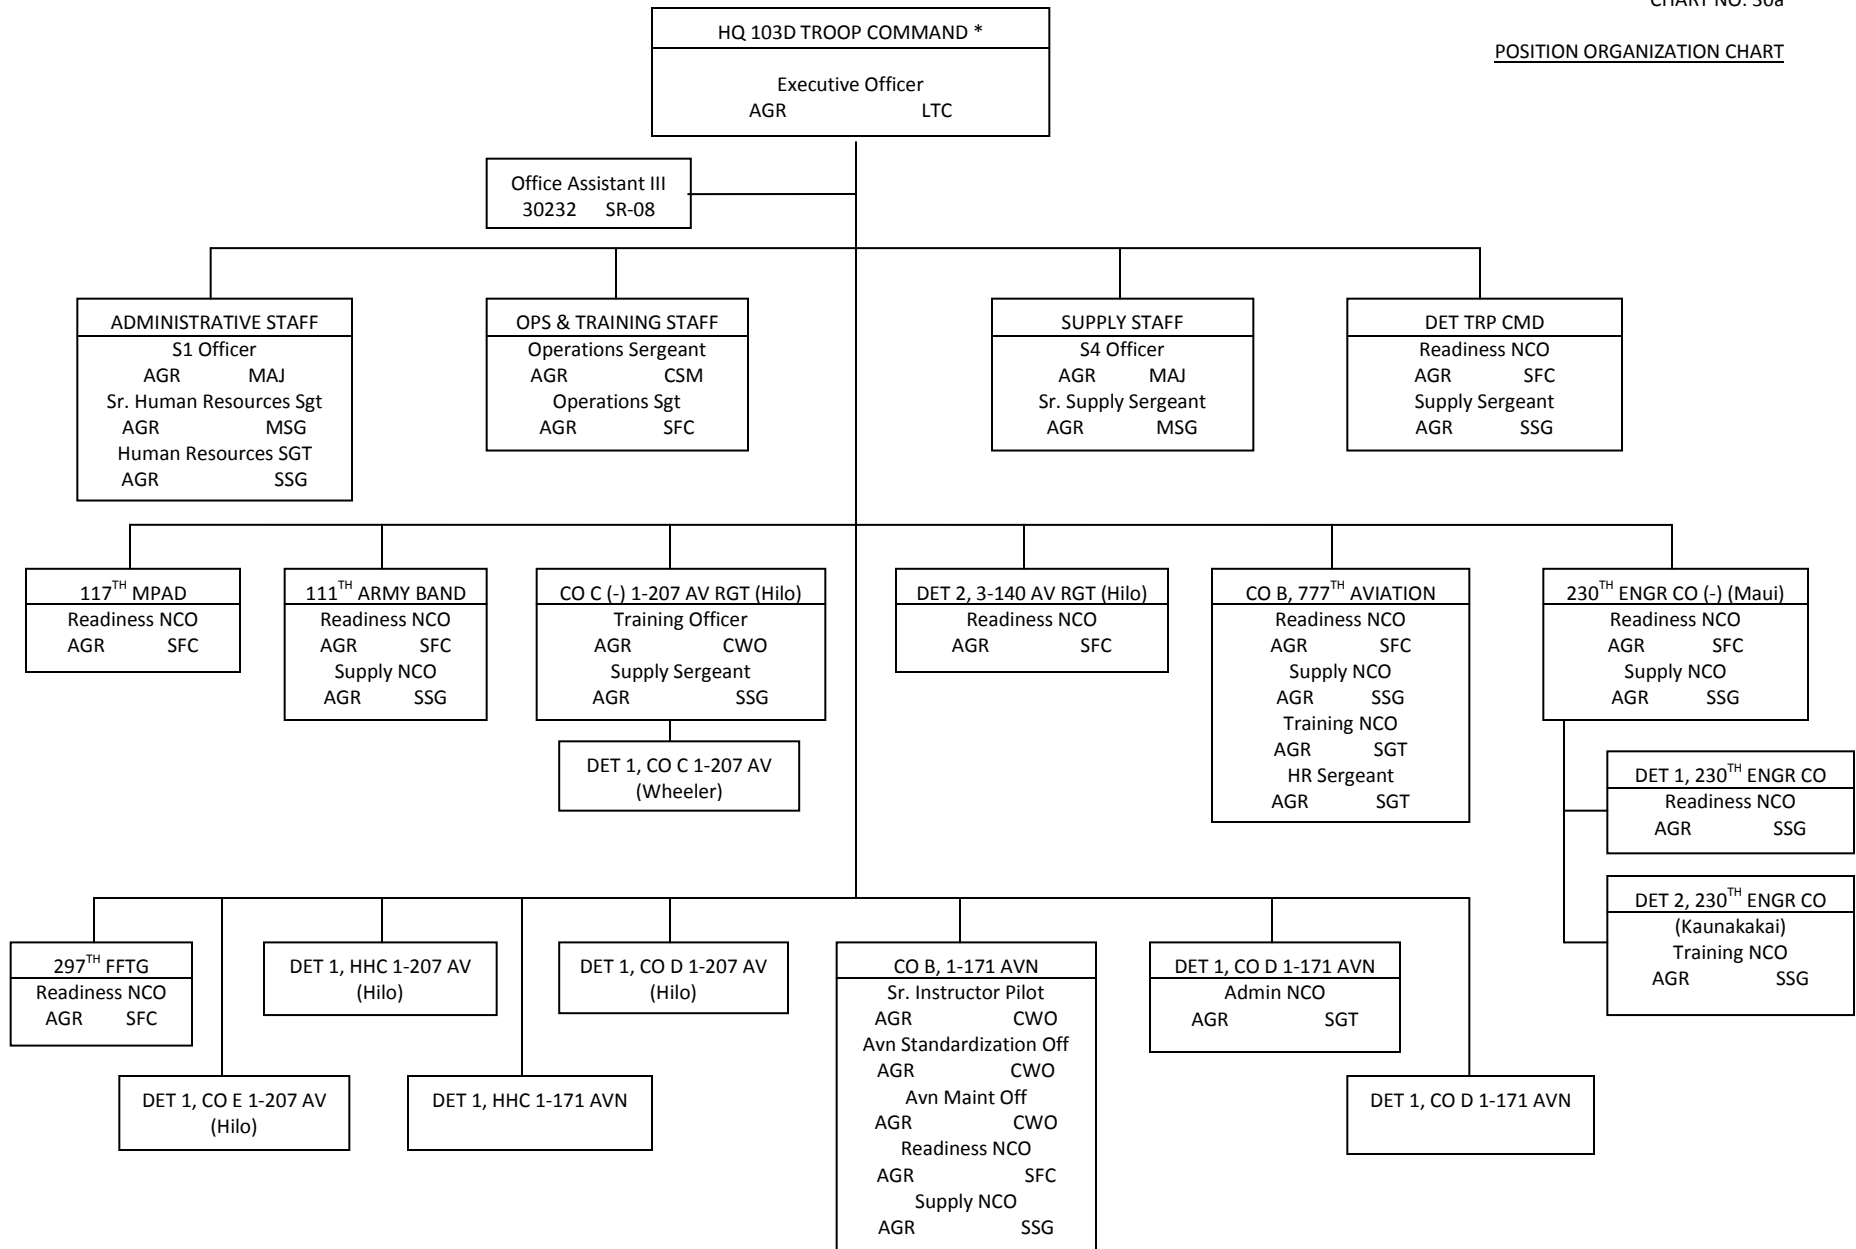 CHART NO. 30a
POSITION ORGANIZATION CHART
HQ 103D TROOP COMMAND *
Executive Officer
AGR LTC
Office Assistant III
30232 SR-08
ADMINISTRATIVE STAFF
S1 Officer
AGR MAJ
Sr. Human Resources Sgt
AGR MSG
Human Resources SGT
AGR SSG
OPS & TRAINING STAFF
Operations Sergeant
AGR CSM
Operations Sgt
AGR SFC
SUPPLY STAFF
S4 Officer
AGR MAJ
Sr. Supply Sergeant
AGR MSG
DET TRP CMD
Readiness NCO
AGR SFC
Supply Sergeant
AGR SSG
117TH MPAD
Readiness NCO
AGR SFC
111TH ARMY BAND
Readiness NCO
AGR SFC
Supply NCO
AGR SSG
CO C (-) 1-207 AV RGT (Hilo)
Training Officer
AGR CWO
Supply Sergeant
AGR SSG
DET 1, CO C 1-207 AV
(Wheeler)
DET 2, 3-140 AV RGT (Hilo)
Readiness NCO
AGR SFC
CO B, 777TH AVIATION
Readiness NCO
AGR SFC
Supply NCO
AGR SSG
Training NCO
AGR SGT
HR Sergeant
AGR SGT
230TH ENGR CO (-) (Maui)
Readiness NCO
AGR SFC
Supply NCO
AGR SSG
DET 1, 230TH ENGR CO
Readiness NCO
AGR SSG
DET 2, 230TH ENGR CO
(Kaunakakai)
Training NCO
AGR SSG
297TH FFTG
Readiness NCO
AGR SFC
DET 1, CO E 1-207 AV
(Hilo)
DET 1, HHC 1-207 AV
(Hilo)
DET 1, HHC 1-171 AVN
DET 1, CO D 1-207 AV
(Hilo)
CO B, 1-171 AVN
Sr. Instructor Pilot
AGR CWO
Avn Standardization Off
AGR CWO
Avn Maint Off
AGR CWO
Readiness NCO
AGR SFC
Supply NCO
AGR SSG
DET 1, CO D 1-171 AVN
Admin NCO
AGR SGT
DET 1, CO D 1-171 AVN